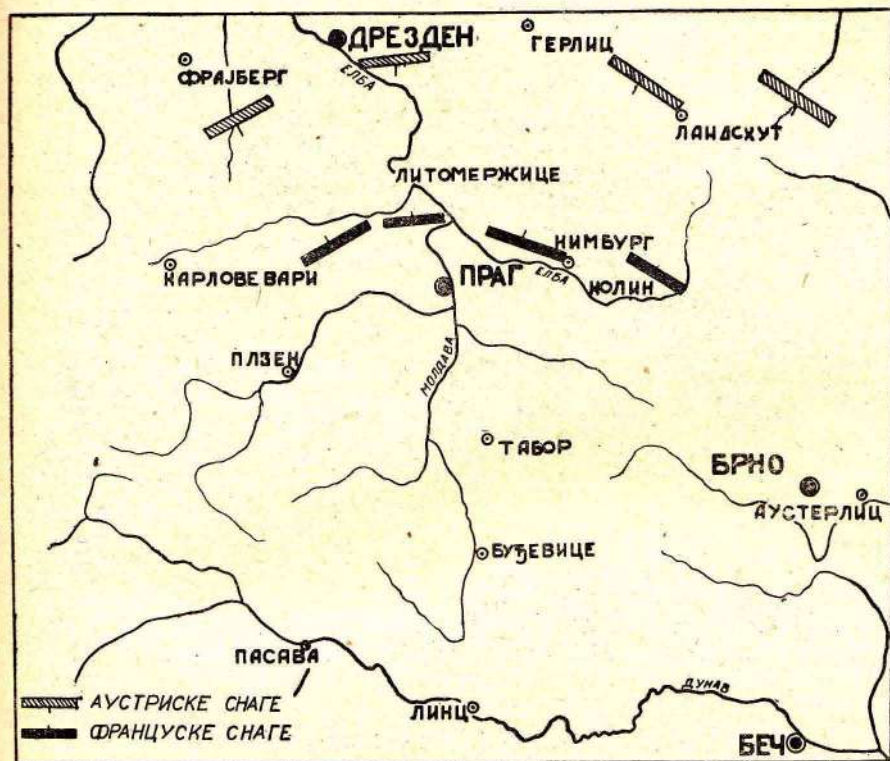 ДРЕЗДЕН
ГЕРЛИЦ
ФРАЈБЕРГ
ЕЛБА
ЛАНДСХУТ
ЛИТОМЕРЖИЦЕ
НИМБУРГ
КАРЛОВЕ ВАРИ
ПРАГ
ЕЛБА
КОЛИН
ПЛЗЕН
МОЛДАВА
ТАБОР
БРНО
АУСТЕРЛИЦ
БУЂЕВИЦЕ
ПАСАВА
АУСТРИСКЕ СНАГЕ
ДУНАВ
ЛИНЦ
ФРАНЦУСКЕ СНАГЕ
БЕЧ